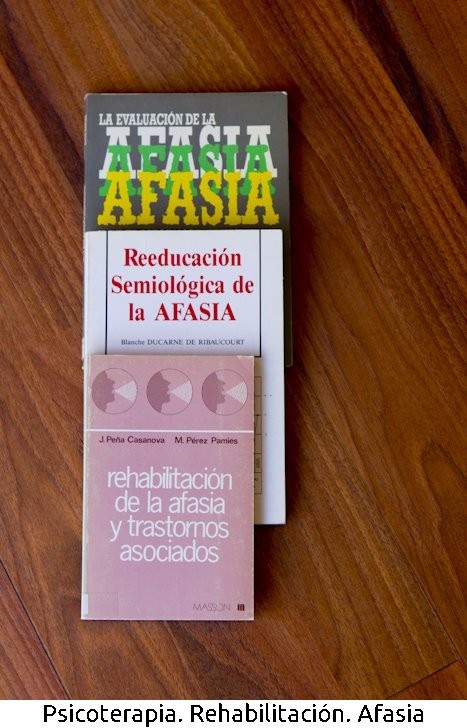 LA EVALUACIÓN DE LA
AFASIA
AFASIA
AFASIA
Reeducación
Semiológica de
la AFASIA
Blanche DUCARNE DE RIBAUCOURT
J. Peña Casanova M. Pérez Pamies
rehabilitación
de la afasia
y trastornos
asociados
MASSON
Psicoterapia. Rehabilitación. Afasia